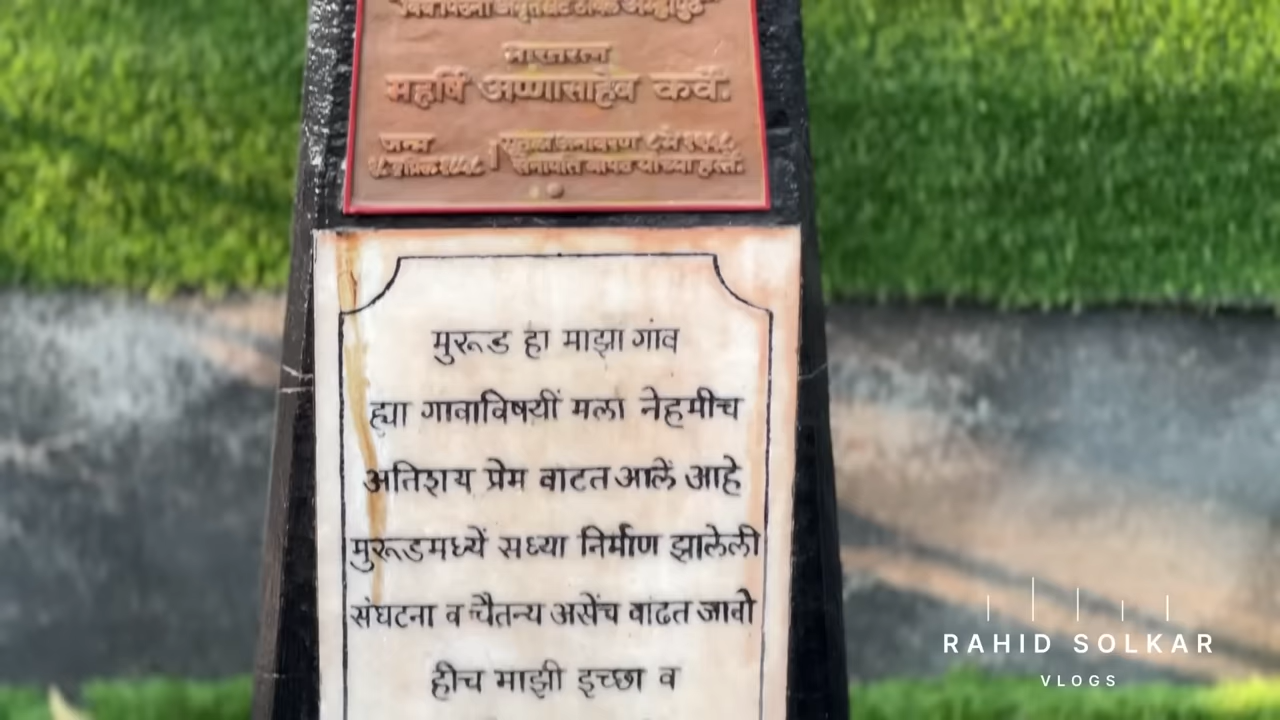 भारतरत्न
महर्षि अण्णासाहेब कर्वे.
जन्म
मुरूड हा माझा गांव
ह्या गावाविषयीं मला नेहमीच
अतिशय प्रेम वाटत आलें आहे
मुरूडमध्यें सध्या निर्माण झालेली
संघटना व चैतन्य असेंच वाढत जावो
हीच माझी इच्छा व
RAHID SOLKAR
VLOGS